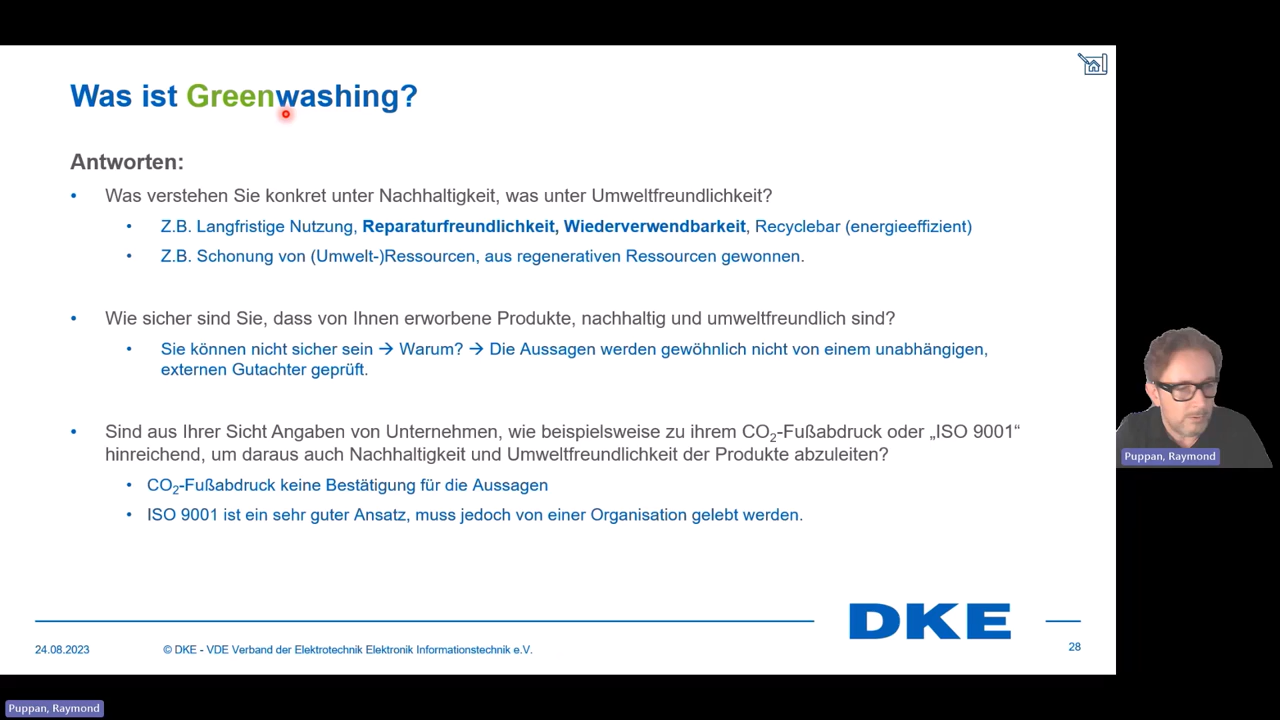 Was ist Greenwashing?
Antworten:
• Was verstehen Sie konkret unter Nachhaltigkeit, was unter Umweltfreundlichkeit?
• Z.B. Langfristige Nutzung, Reparaturfreundlichkeit, Wiederverwendbarkeit, Recyclebar (energieeffizient)
• Z.B. Schonung von (Umwelt-)Ressourcen, aus regenerativen Ressourcen gewonnen.
• Wie sicher sind Sie, dass von Ihnen erworbene Produkte, nachhaltig und umweltfreundlich sind?
• Sie können nicht sicher sein → Warum? → Die Aussagen werden gewöhnlich nicht von einem unabhängigen,
externen Gutachter geprüft.
• Sind aus Ihrer Sicht Angaben von Unternehmen, wie beispielsweise zu ihrem CO₂-Fußabdruck oder „ISO 9001“
hinreichend, um daraus auch Nachhaltigkeit und Umweltfreundlichkeit der Produkte abzuleiten?
• CO₂-Fußabdruck keine Bestätigung für die Aussagen
• ISO 9001 ist ein sehr guter Ansatz, muss jedoch von einer Organisation gelebt werden.
DKE
24.08.2023
© DKE - VDE Verband der Elektrotechnik Elektronik Informationstechnik e.V.
28
Puppan, Raymond
Puppan, Raymond